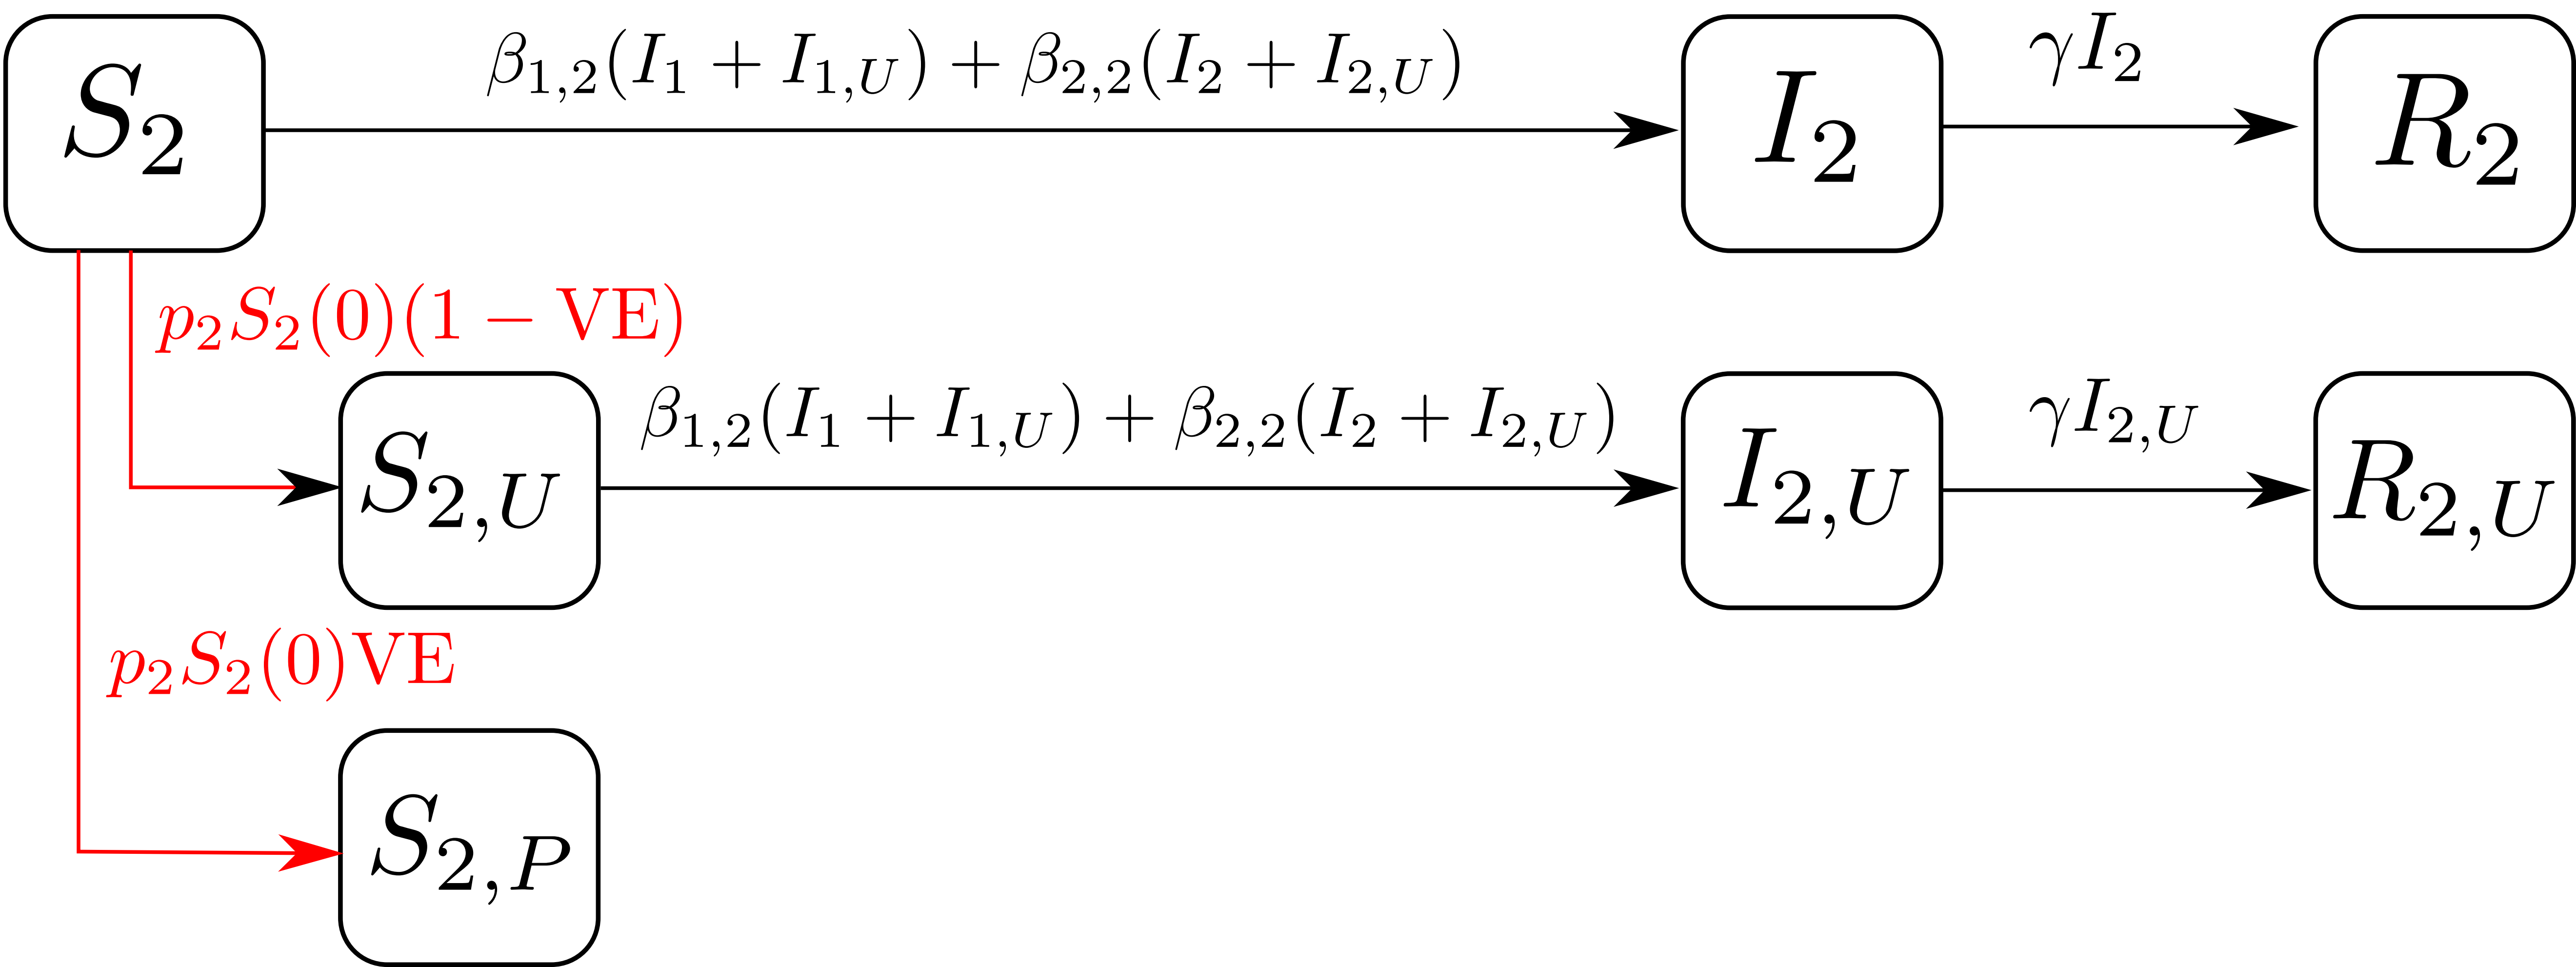 S₂ β₁,₂(I₁ + I₁,U) + β₂,₂(I₂ + I₂,U) I₂ γI₂ R₂
p₂S₂(0)(1 − VE)
S₂,U β₁,₂(I₁ + I₁,U) + β₂,₂(I₂ + I₂,U) I₂,U γI₂,U R₂,U
p₂S₂(0)VE
S₂,P